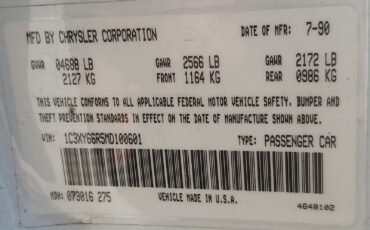 MFD BY CHRYSLER CORPORATION DATE OF MFR: 7-90
GVWR 04698 LB GAWR 2566 LB GAWR 2172 LB
2127 KG FRONT 1164 KG REAR 0986 KG
THIS VEHICLE CONFORMS TO ALL APPLICABLE FEDERAL MOTOR VEHICLE SAFETY, BUMPER AND
THEFT PREVENTION STANDARDS IN EFFECT ON THE DATE OF MANUFACTURE SHOWN ABOVE.
VIN: 1C3XY66R5MD100601 TYPE: PASSENGER CAR
MDH: 073016 275 VEHICLE MADE IN U.S.A.
4648102